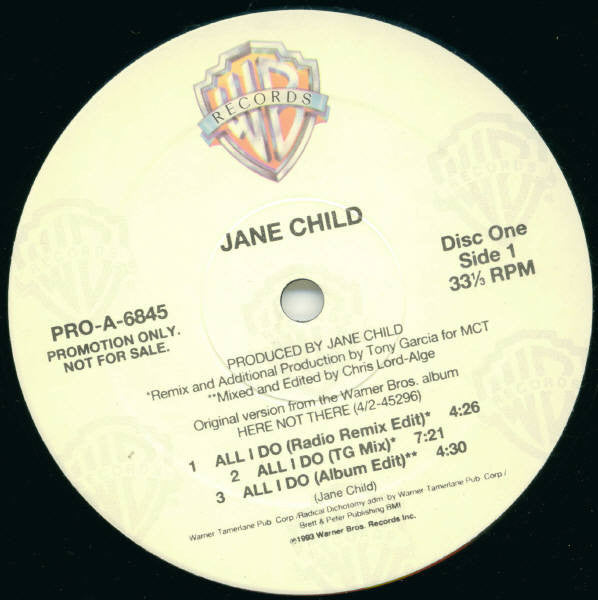 WB
RECORDS
JANE CHILD
Disc One
Side 1
33⅓ RPM
PRO-A-6845
PROMOTION ONLY.
NOT FOR SALE.
PRODUCED BY JANE CHILD
*Remix and Additional Production by Tony Garcia for MCT
**Mixed and Edited by Chris Lord-Alge
Original version from the Warner Bros. album
HERE NOT THERE (4/2-45296)
1 ALL I DO (Radio Remix Edit)* 4:26
2 ALL I DO (TG Mix)* 7:21
3 ALL I DO (Album Edit)** 4:30
(Jane Child)
Warner Tamerlane Pub Corp /Radical Dichotomy adm by Warner Tamerlane Pub Corp /
Brett & Peter Publishing BMI
℗1993 Warner Bros. Records Inc.